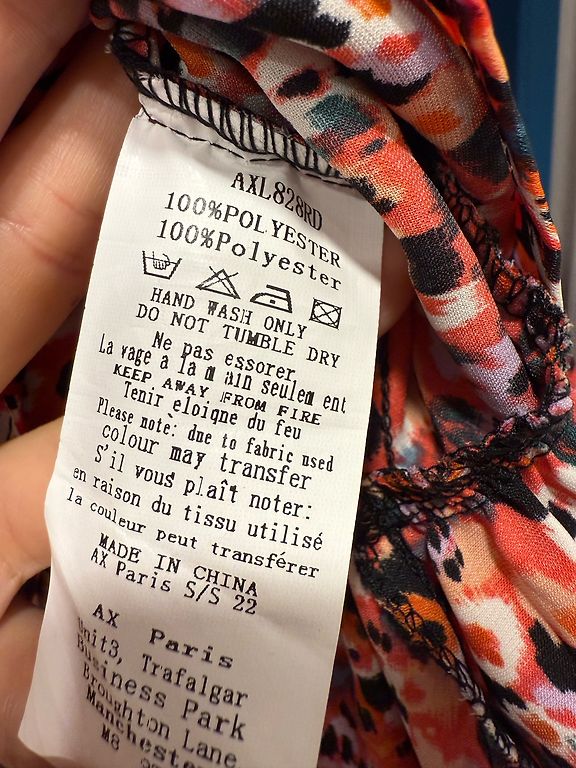 AXL828RD
100%POLYESTER
100%Polyester
HAND WASH ONLY
DO NOT TUMBLE DRY
Ne pas essorer
La vage a la main seulement
KEEP AWAY FROM FIRE
Tenir eloique du feu
Please note: due to fabric used
colour may transfer
S'il vous plaît noter:
en raison du tissu utilisé
la couleur peut transférer
MADE IN CHINA
AX Paris S/S 22
AX Paris
Unit3, Trafalgar
Business Park
Broughton Lane
Manchester
M8